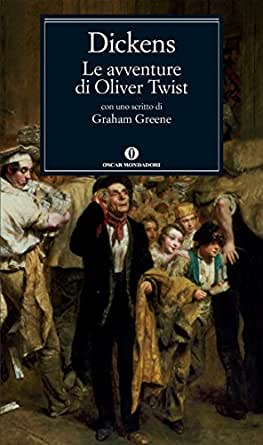 Dickens
Le avventure
di Oliver Twist
con uno scritto di
Graham Greene
OSCAR MONDADORI